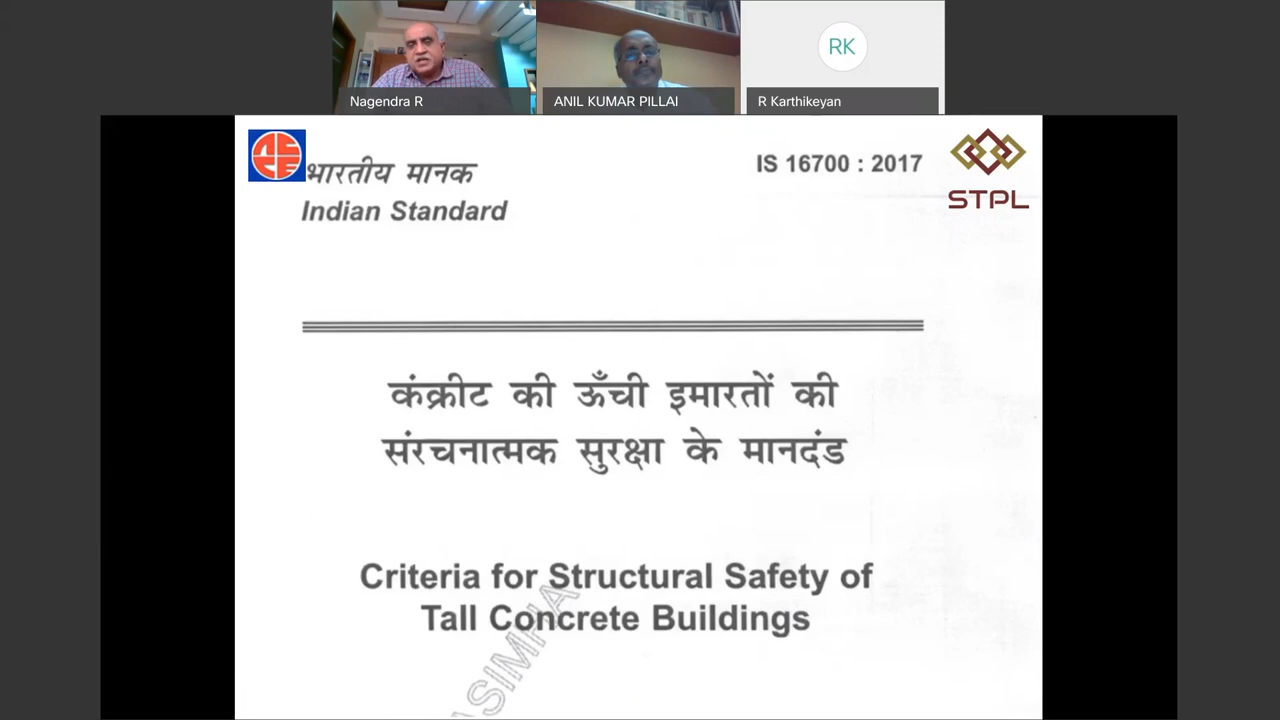 Nagendra R
ANIL KUMAR PILLAI
RK
R Karthikeyan
भारतीय मानक
Indian Standard
IS 16700 : 2017
STPL
कंक्रीट की ऊँची इमारतों की
संरचनात्मक सुरक्षा के मानदंड
Criteria for Structural Safety of
Tall Concrete Buildings
ASIMHA